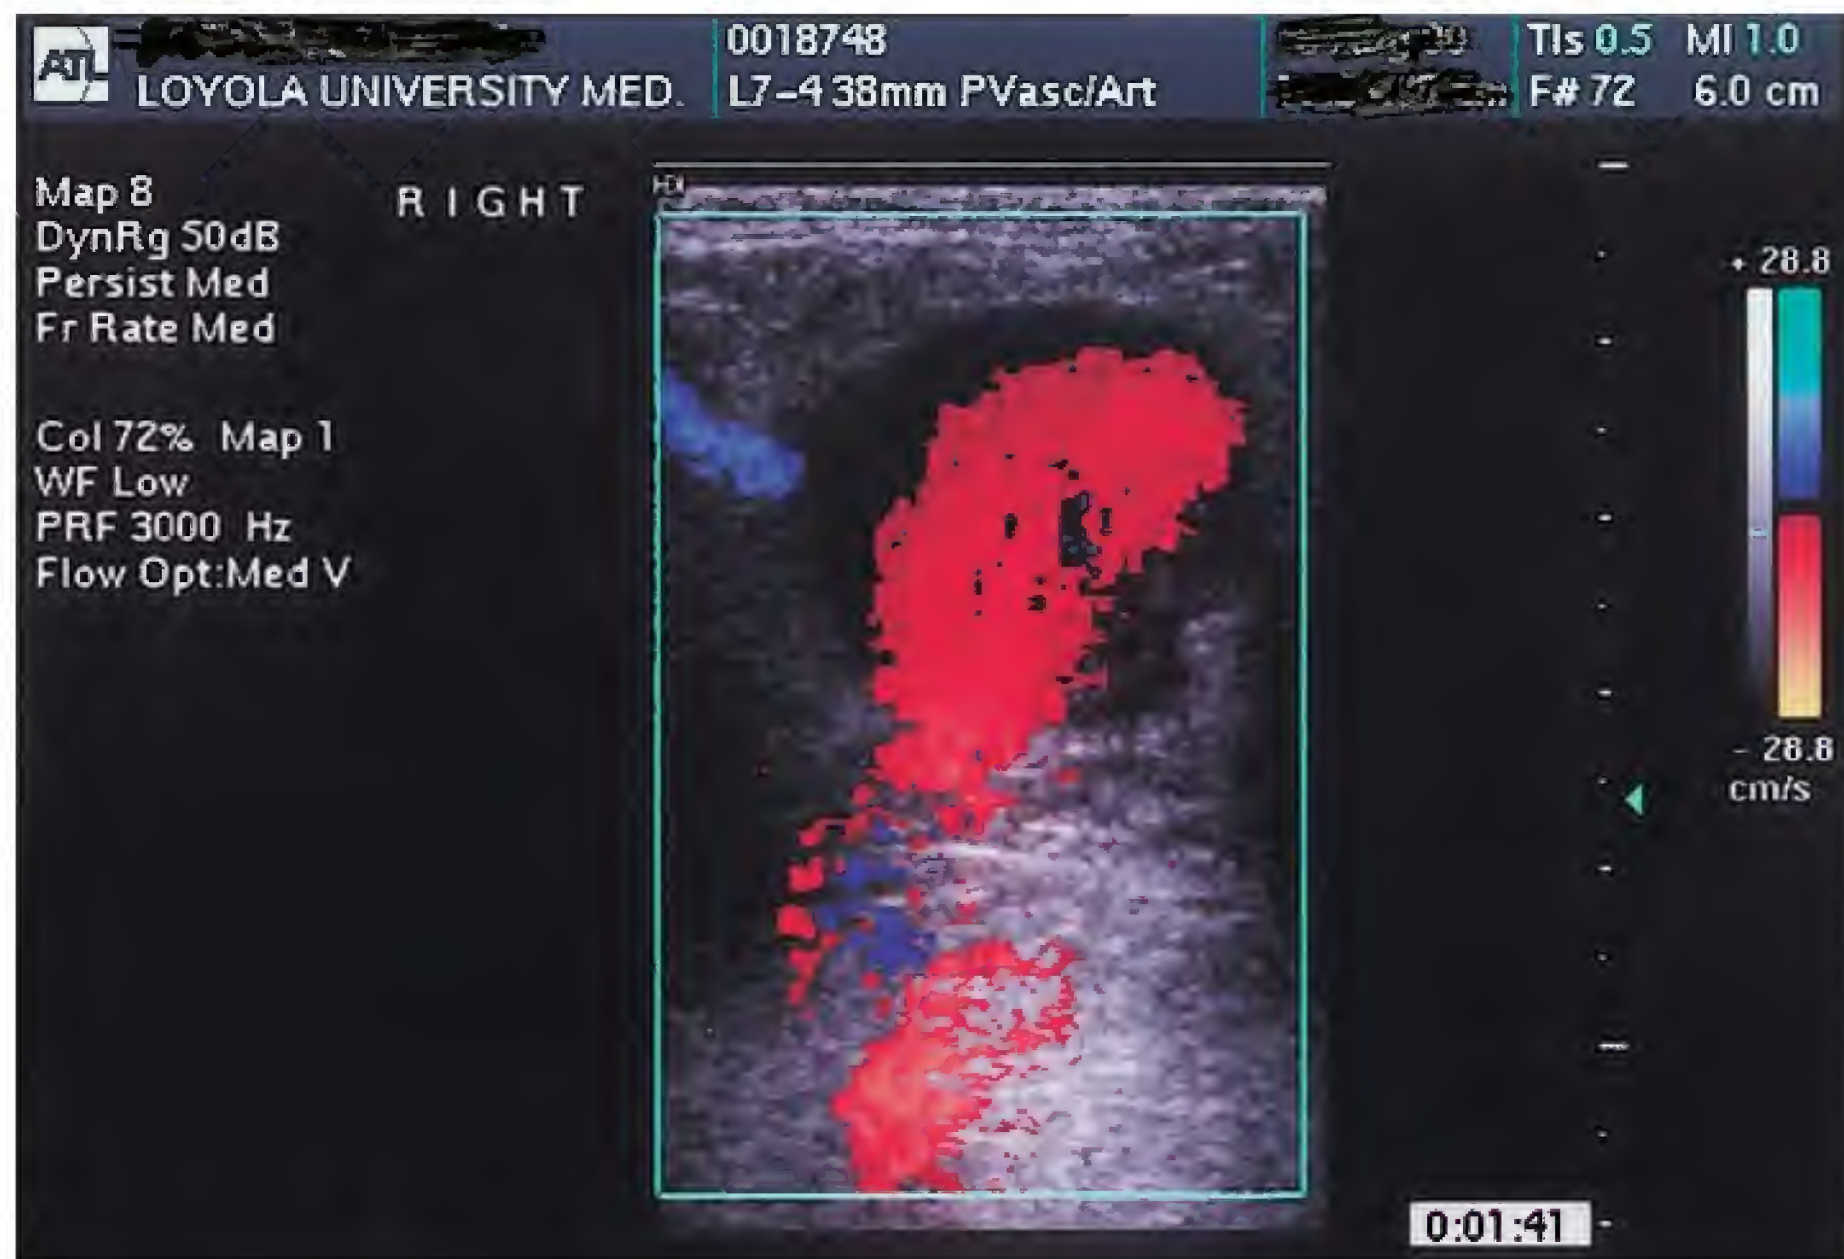 ATL
LOYOLA UNIVERSITY MED.
0018748
L7-4 38mm PVasc/Art
TIs 0.5 MI 1.0
F# 72 6.0 cm
Map 8
DynRg 50dB
Persist Med
Fr Rate Med
Col 72% Map 1
WF Low
PRF 3000 Hz
Flow Opt:Med V
RIGHT
+ 28.8
- 28.8
cm/s
0:01:41